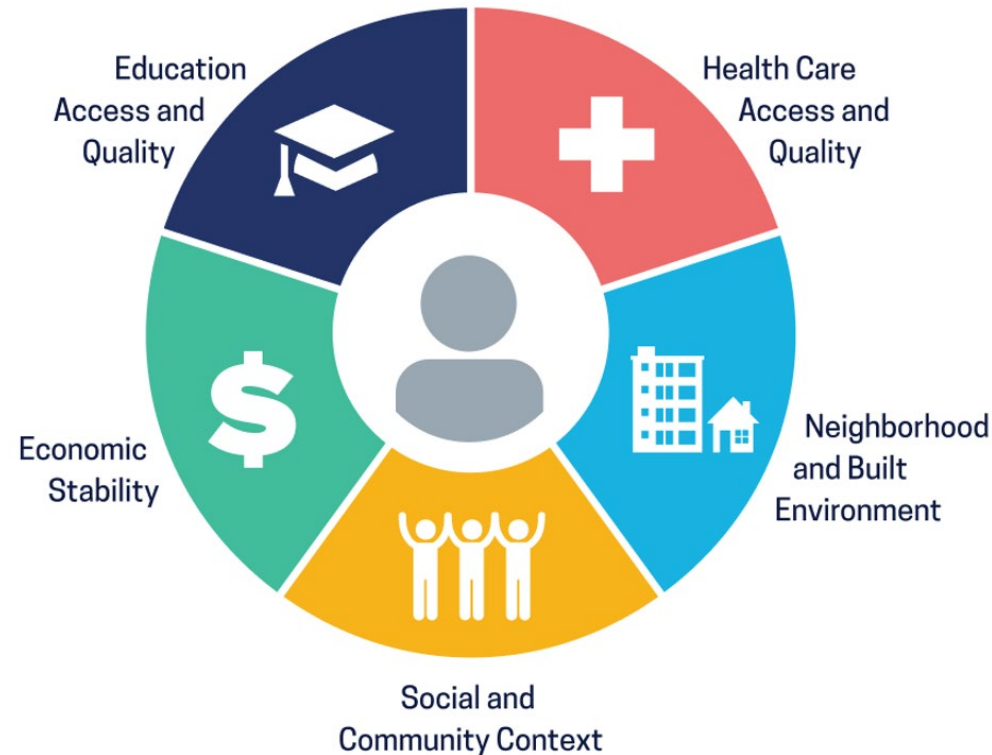 Education
Access and
Quality
Health Care
Access and
Quality
Economic
Stability
Neighborhood
and Built
Environment
Social and
Community Context